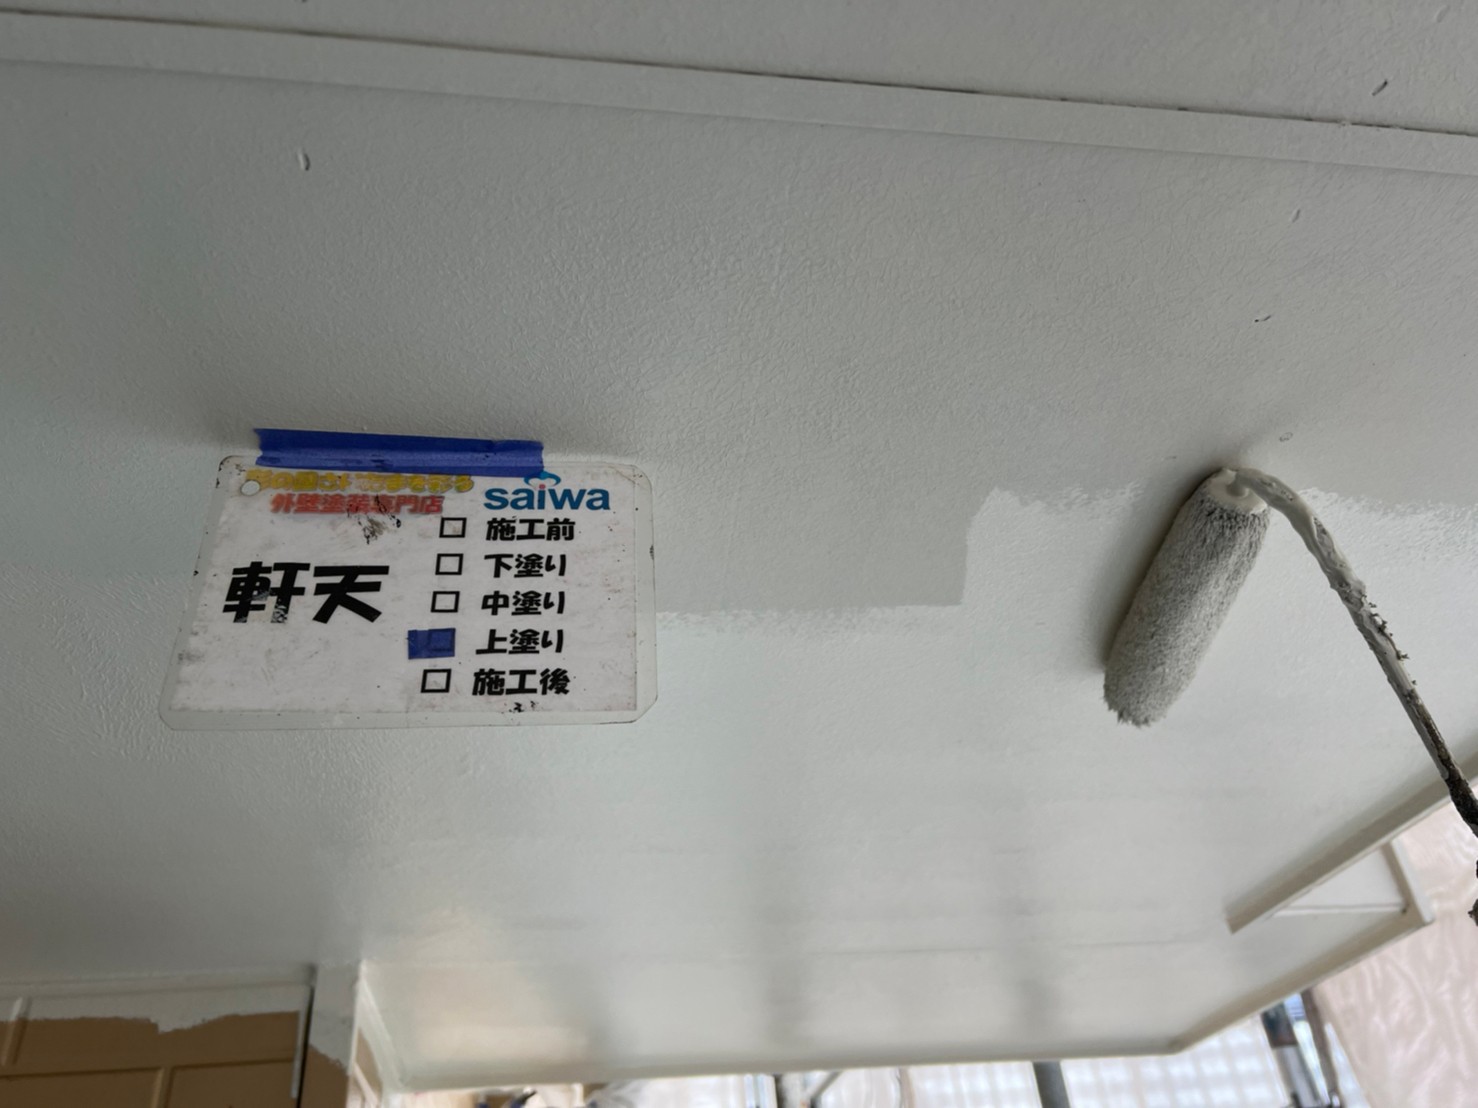 外壁塗装専門店
saiwa
軒天
□ 施工前
□ 下塗り
□ 中塗り
上塗り
□ 施工後